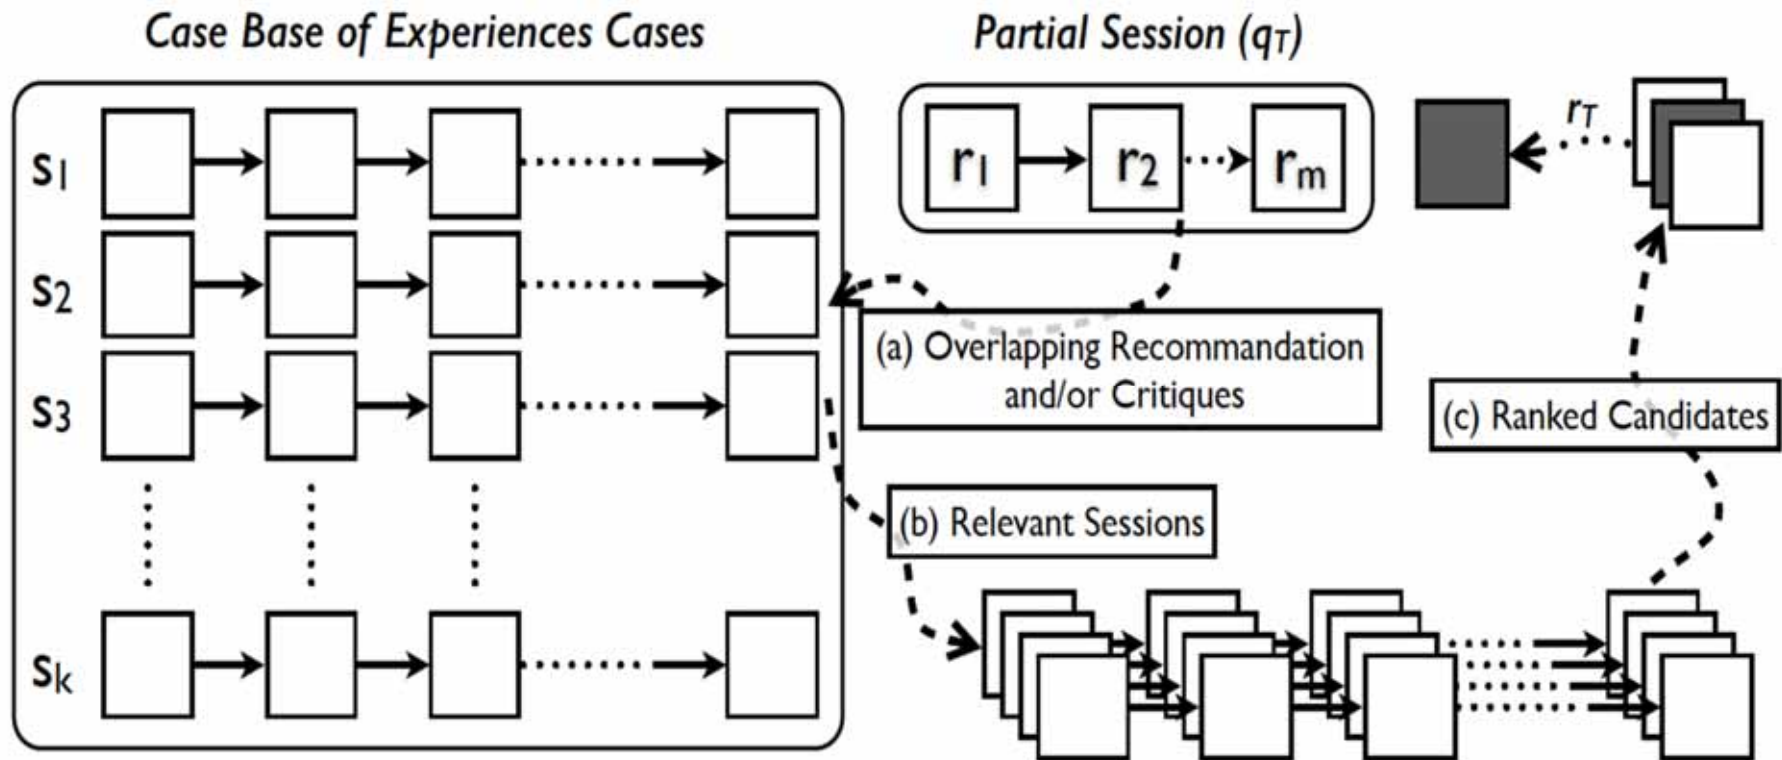 Case Base of Experiences Cases
Partial Session (qT)
s1
s2
s3
sk
r1
r2
rm
rT
(a) Overlapping Recommandation
and/or Critiques
(b) Relevant Sessions
(c) Ranked Candidates